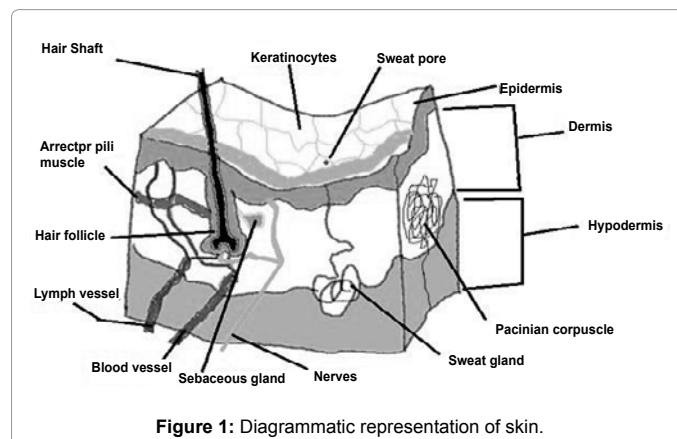 Hair Shaft
Keratinocytes
Sweat pore
Epidermis
Dermis
Arrectpr pili
muscle
Hair follicle
Hypodermis
Lymph vessel
Pacinian corpuscle
Blood vessel
Sweat gland
Sebaceous gland
Nerves
Figure 1: Diagrammatic representation of skin.